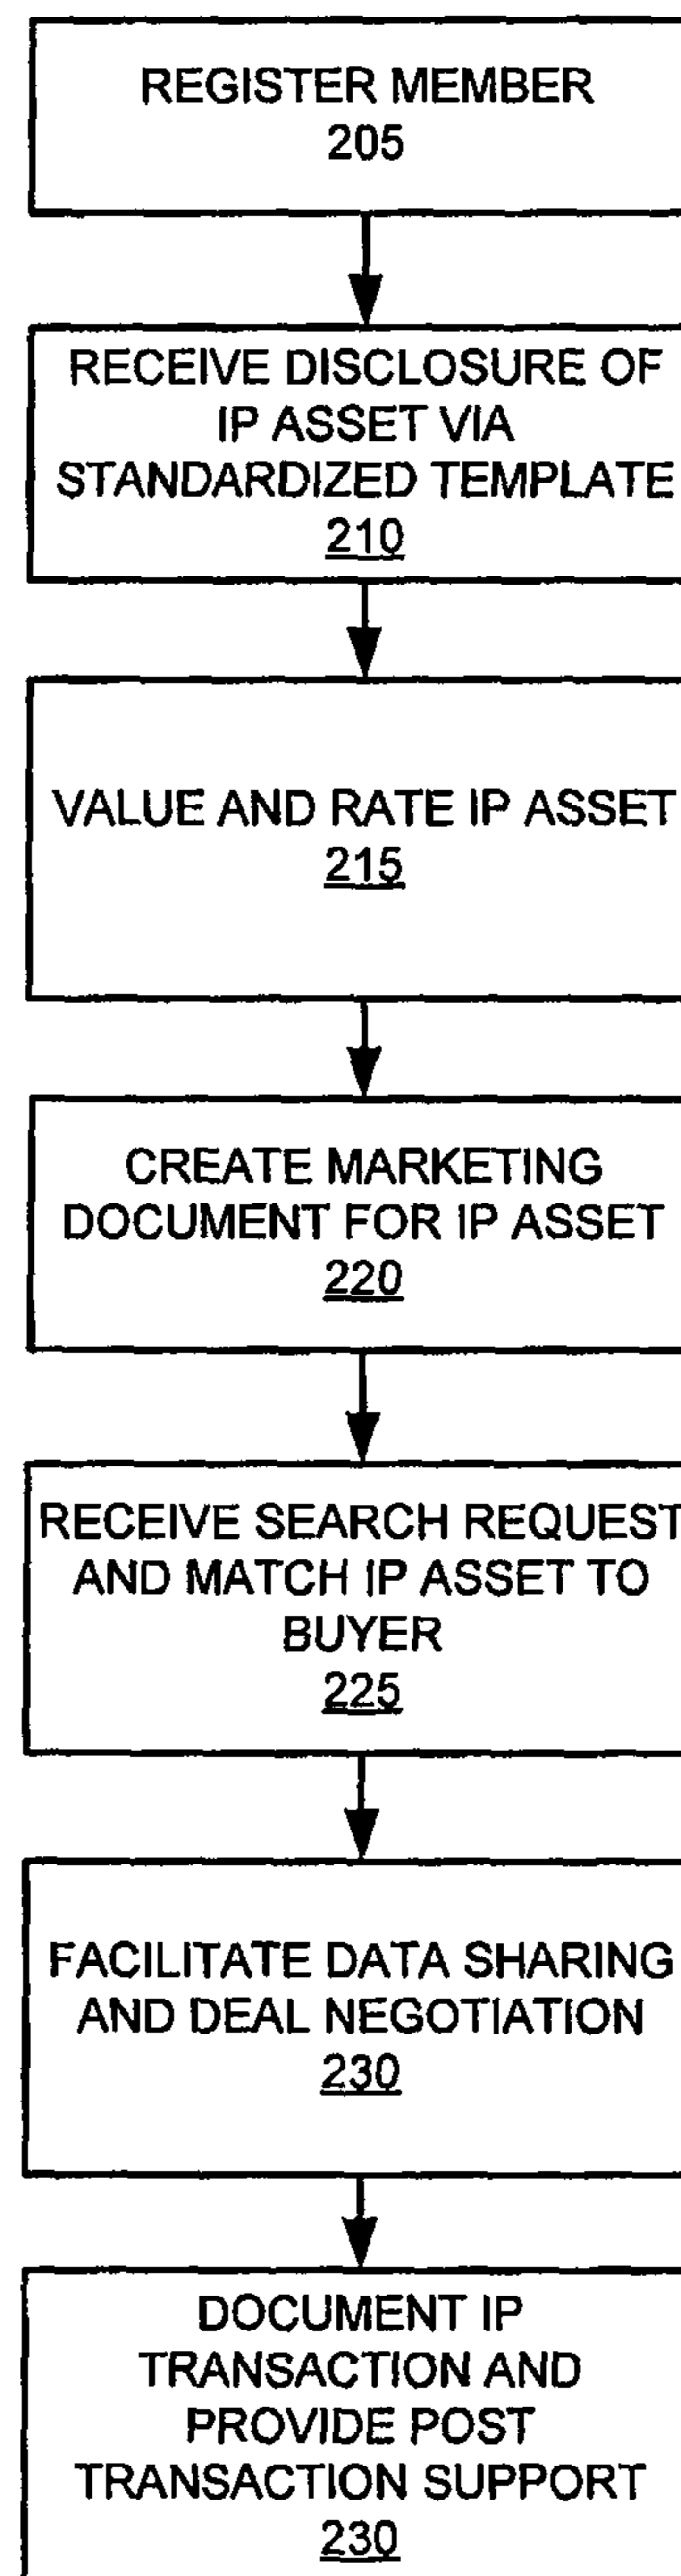 REGISTER MEMBER
205
RECEIVE DISCLOSURE OF
IP ASSET VIA
STANDARDIZED TEMPLATE
210
VALUE AND RATE IP ASSET
215
CREATE MARKETING
DOCUMENT FOR IP ASSET
220
RECEIVE SEARCH REQUEST
AND MATCH IP ASSET TO
BUYER
225
FACILITATE DATA SHARING
AND DEAL NEGOTIATION
230
DOCUMENT IP
TRANSACTION AND
PROVIDE POST
TRANSACTION SUPPORT
230